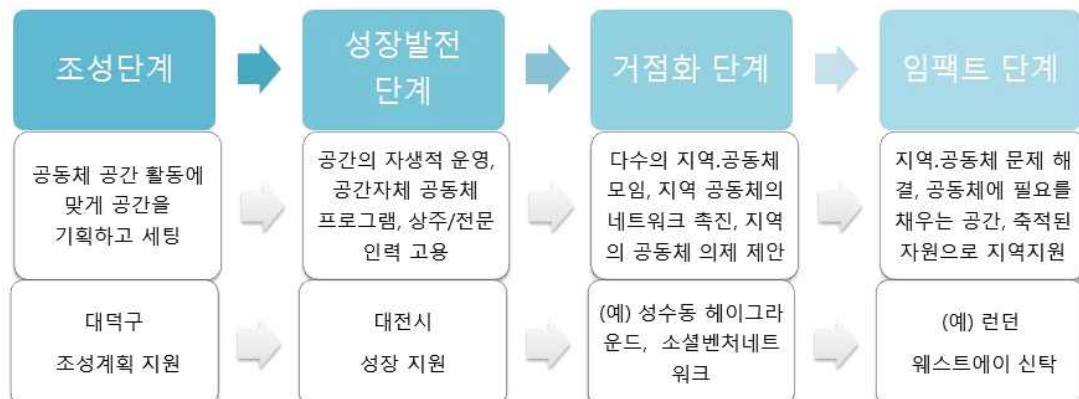 조성단계
성장발전
단계
거점화 단계
임팩트 단계
공동체 공간 활동에
맞게 공간을
기획하고 세팅
공간의 자생적 운영,
공간자체 공동체
프로그램, 상주/전문
인력 고용
다수의 지역.공동체
모임, 지역 공동체의
네트워크 촉진, 지역
의 공동체 의제 제안
지역.공동체 문제 해
결, 공동체에 필요를
채우는 공간, 축적된
자원으로 지역지원
대덕구
조성계획 지원
대전시
성장 지원
(예) 성수동 헤이그라
운드, 소셜벤처네트
워크
(예) 런던
웨스트에이 신탁